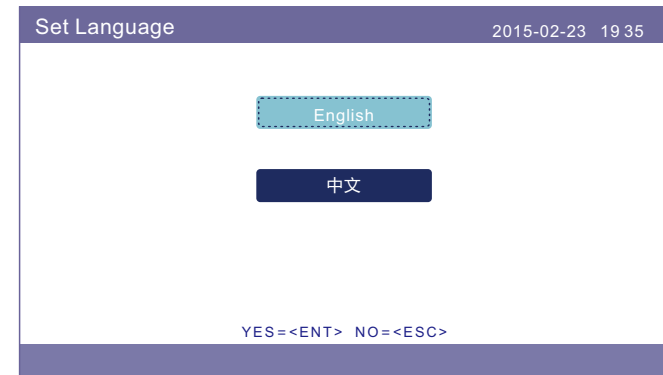 Set Language 2015-02-23 19 35
English
中文
YES=<ENT> NO=<ESC>